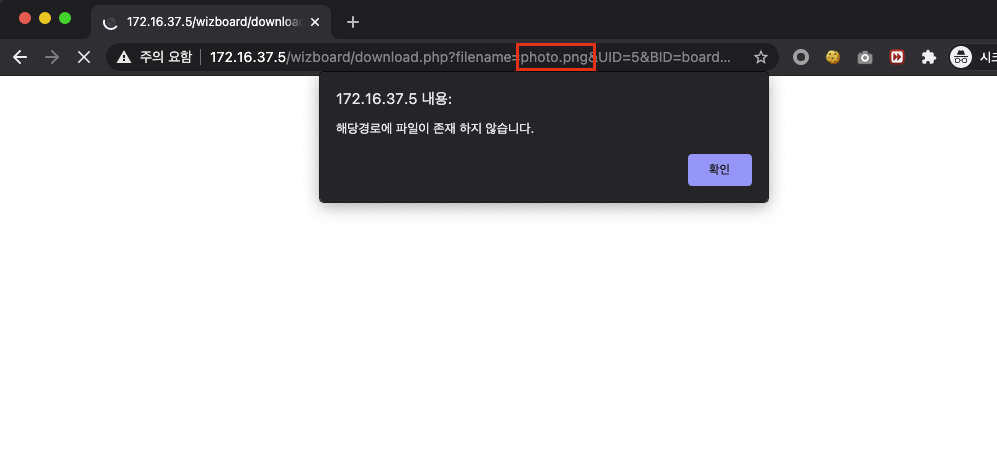 172.16.37.5/wizboard/download
주의 요함 172.16.37.5/wizboard/download.php?filename=photo.png&UID=5&BID=board... 시크
172.16.37.5 내용:
해당경로에 파일이 존재 하지 않습니다.
확인